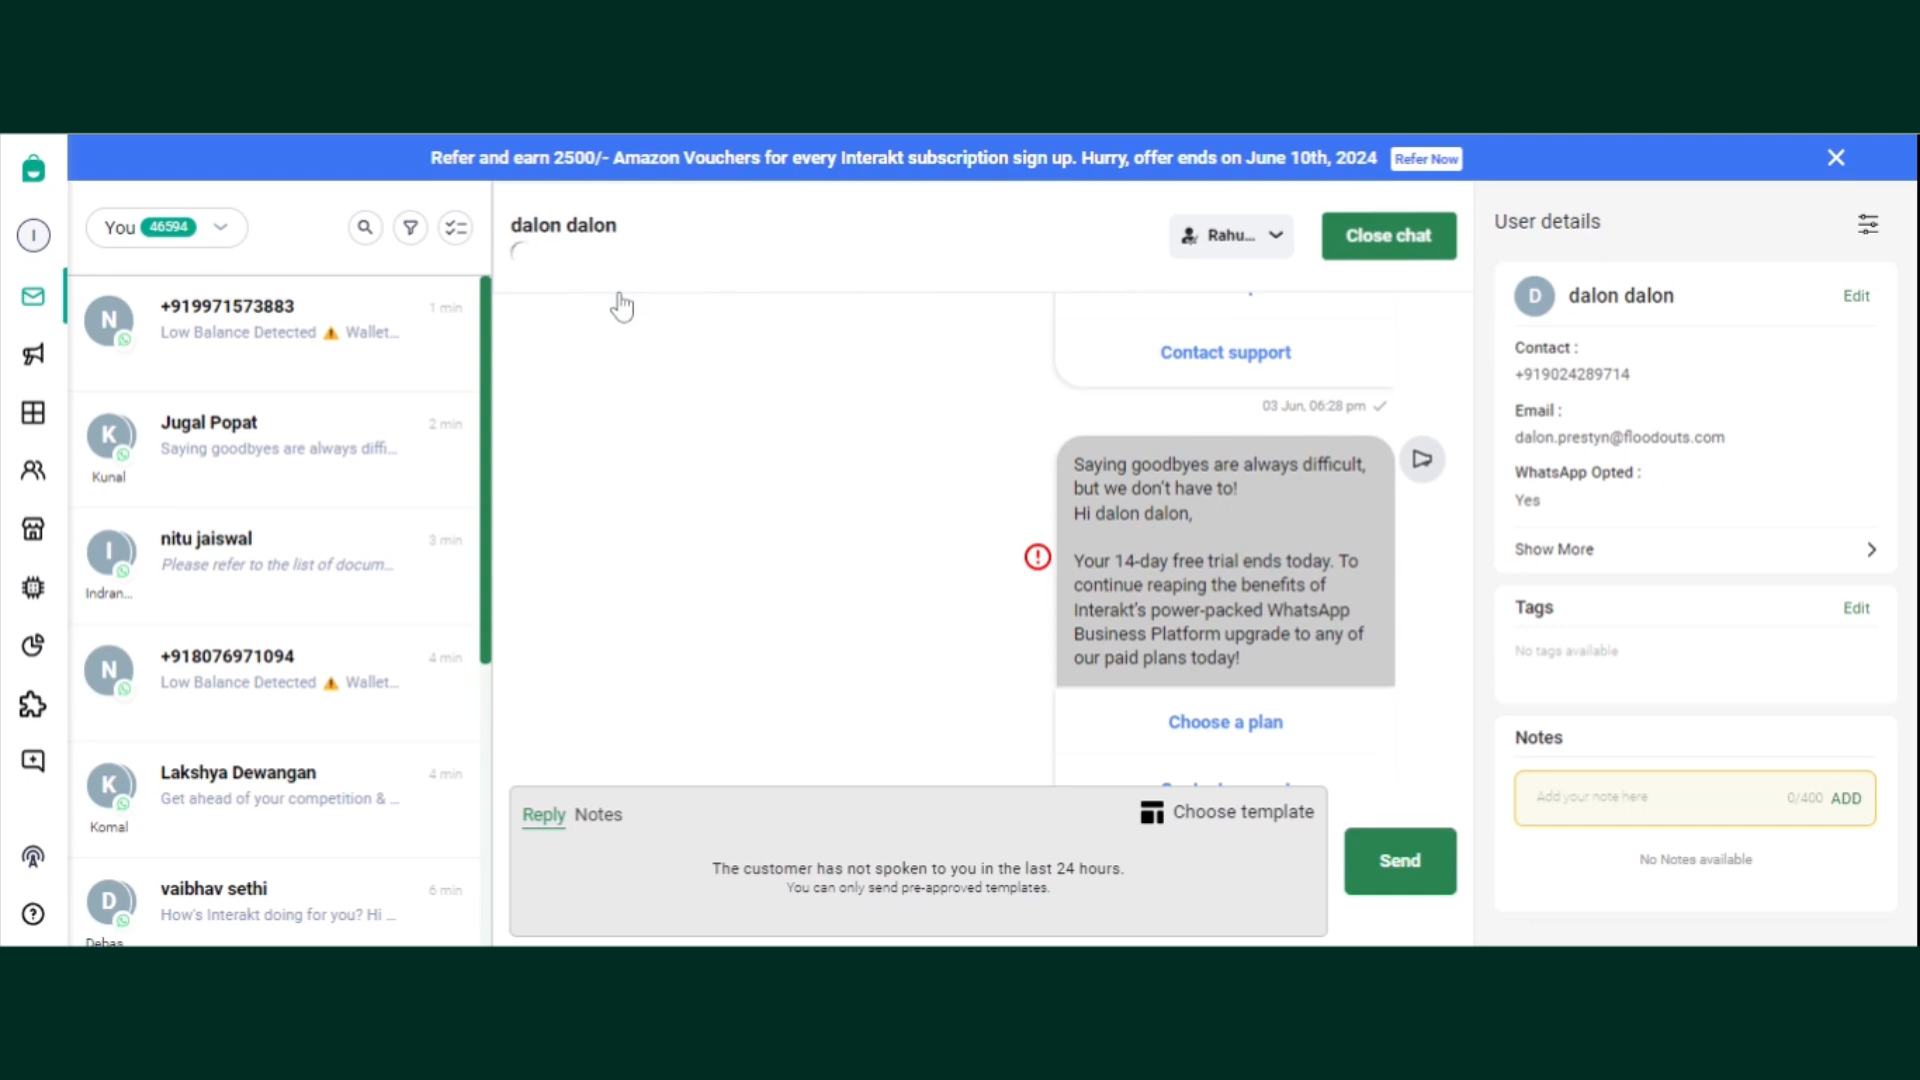 Refer and earn 2500/- Amazon Vouchers for every Interakt subscription sign up. Hurry, offer ends on June 10th, 2024 Refer Now
I
You 46594
N
+919971573883
1 min
Low Balance Detected ⚠ Wallet...
K
Jugal Popat
2 min
Saying goodbyes are always diffi...
Kunal
I
nitu jaiswal
3 min
Please refer to the list of docum...
Indran...
N
+918076971094
4 min
Low Balance Detected ⚠ Wallet...
K
Lakshya Dewangan
4 min
Get ahead of your competition & ...
Komal
D
vaibhav sethi
6 min
How's Interakt doing for you? Hi ...
Debas
dalon dalon
Rahu...
Close chat
Contact support
03 Jun, 06:28 pm
Saying goodbyes are always difficult,
but we don't have to!
Hi dalon dalon,
Your 14-day free trial ends today. To
continue reaping the benefits of
Interakt's power-packed WhatsApp
Business Platform upgrade to any of
our paid plans today!
Choose a plan
Reply Notes
Choose template
The customer has not spoken to you in the last 24 hours.
You can only send pre-approved templates.
Send
User details
D
dalon dalon
Edit
Contact :
+919024289714
Email :
dalon.prestyn@floodouts.com
WhatsApp Opted :
Yes
Show More
Tags
Edit
No tags available
Notes
Add your note here
0/400 ADD
No Notes available